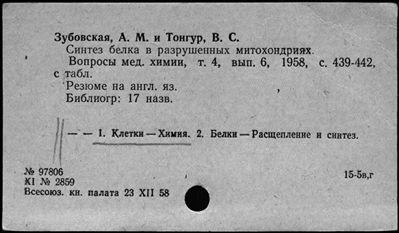 Зубовская, А. М. и Тонгур, В. С.
Синтез белка в разрушенных митохондриях.
Вопросы мед. химии, т. 4, вып. 6, 1958, с. 439-442,
с табл.
Резюме на англ. яз.
Библиогр: 17 назв.
— — 1. Клетки — Химия. 2. Белки — Расщепление и синтез.
№ 97806
XI № 2859
15-5в,г
Всесоюз. кн. палата 23 XII 58